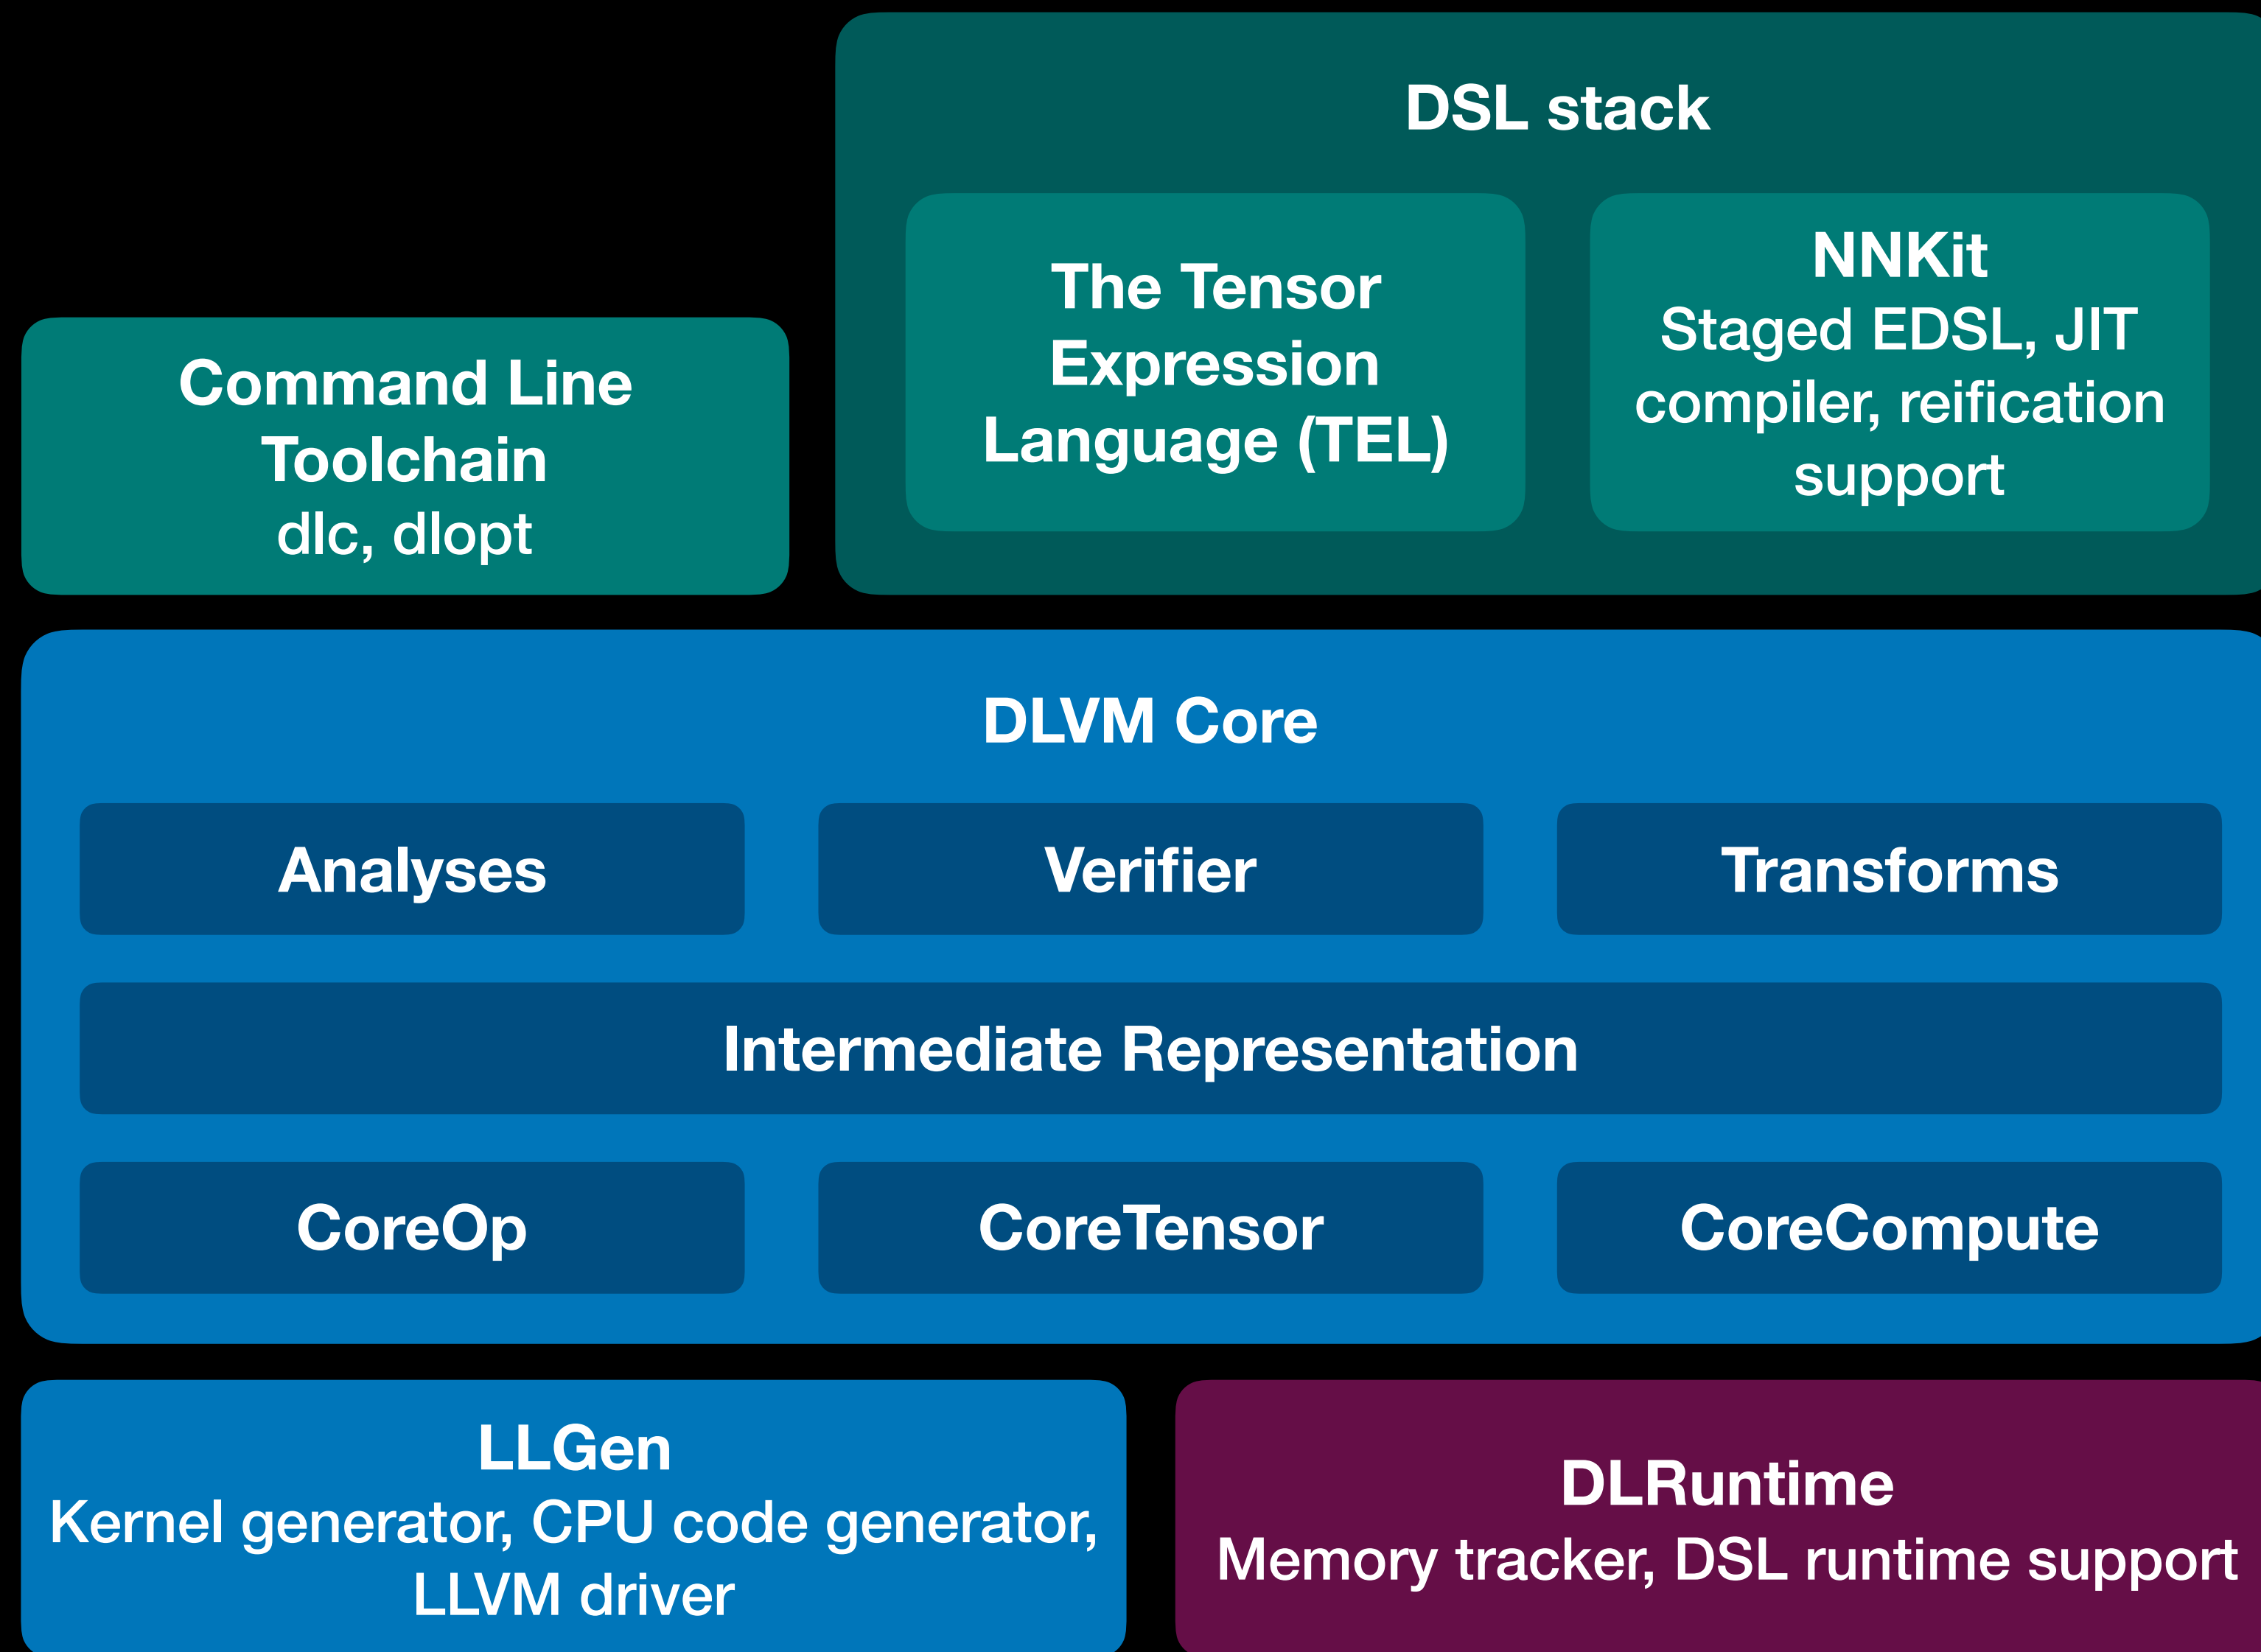 DSL stack
The Tensor
Expression
Language (TEL)
NNKit
Staged EDSL, JIT
compiler, reification
support
Command Line
Toolchain
dlc, dlopt
DLVM Core
Analyses
Verifier
Transforms
Intermediate Representation
CoreOp
CoreTensor
CoreCompute
LLGen
Kernel generator, CPU code generator,
LLVM driver
DLRuntime
Memory tracker, DSL runtime support